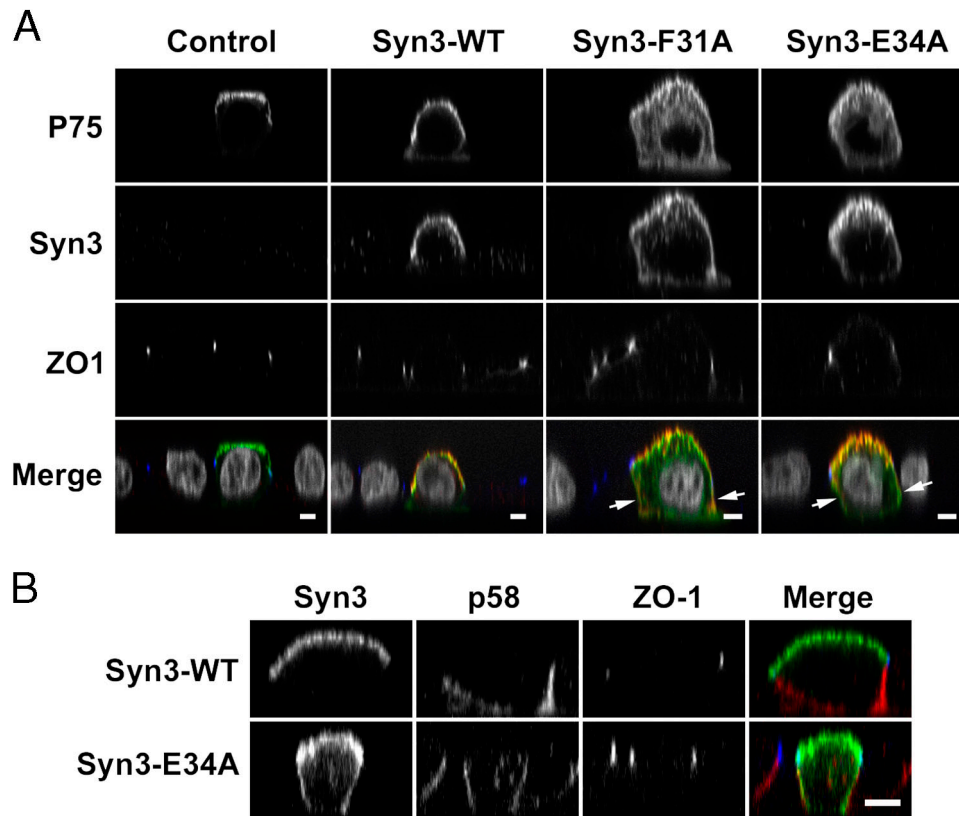 A
Control Syn3-WT Syn3-F31A Syn3-E34A
P75
Syn3
ZO1
Merge
B
Syn3 p58 ZO-1 Merge
Syn3-WT
Syn3-E34A